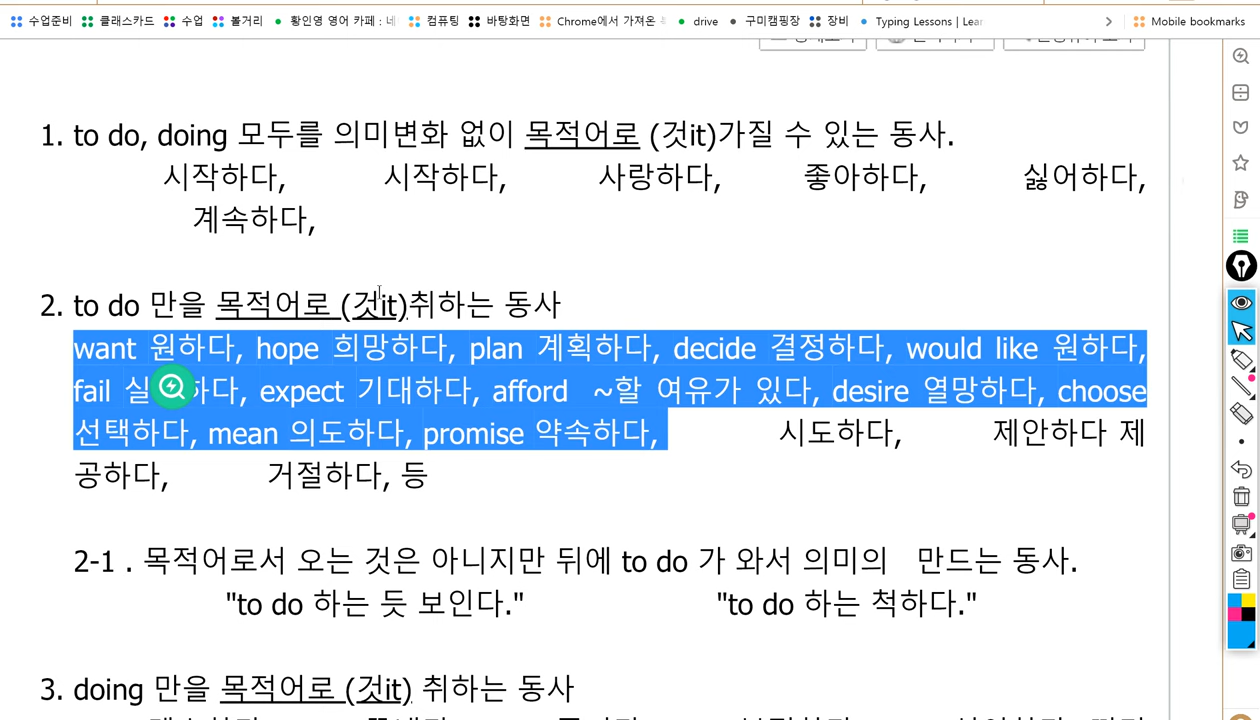 수업준비 클래스카드 수업 볼거리 황인영 영어 카페 : 네 컴퓨팅 바탕화면 Chrome에서 가져온 drive 구미캠핑장 장비 Typing Lessons | Lear Mobile bookmarks
1. to do, doing 모두를 의미변화 없이 목적어로 (것it)가질 수 있는 동사.
시작하다, 시작하다, 사랑하다, 좋아하다, 싫어하다,
계속하다,
2. to do 만을 목적어로 (것it)취하는 동사
want 원하다, hope 희망하다, plan 계획하다, decide 결정하다, would like 원하다,
fail 실 하다, expect 기대하다, afford ~할 여유가 있다, desire 열망하다, choose
선택하다, mean 의도하다, promise 약속하다, 시도하다, 제안하다 제
공하다, 거절하다, 등
2-1 . 목적어로서 오는 것은 아니지만 뒤에 to do 가 와서 의미의 만드는 동사.
"to do 하는 듯 보인다." "to do 하는 척하다."
3. doing 만을 목적어로 (것it) 취하는 동사